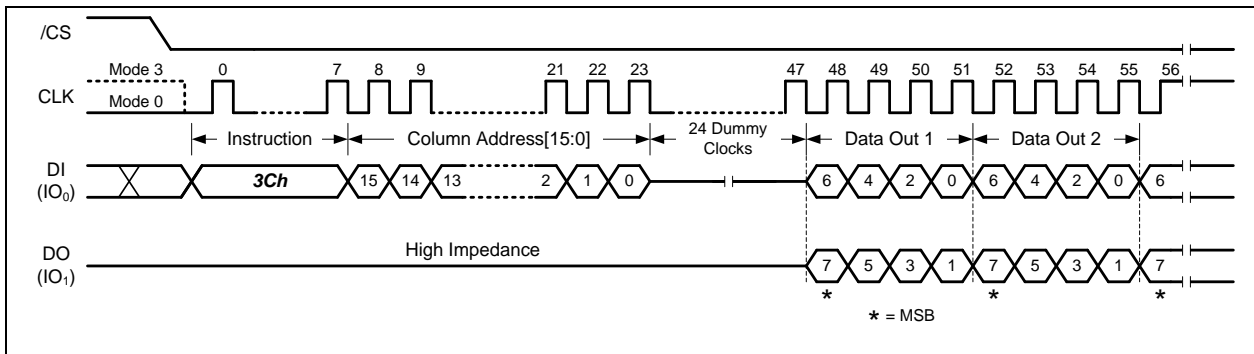 /CS
Mode 3 0 7 8 9 21 22 23 47 48 49 50 51 52 53 54 55 56
CLK Mode 0
Instruction Column Address[15:0] 24 Dummy Clocks Data Out 1 Data Out 2
DI (IO0) 3Ch 15 14 13 2 1 0 6 4 2 0 6 4 2 0 6
High Impedance
DO (IO1) 7 5 3 1 7 5 3 1 7
* * *
* = MSB